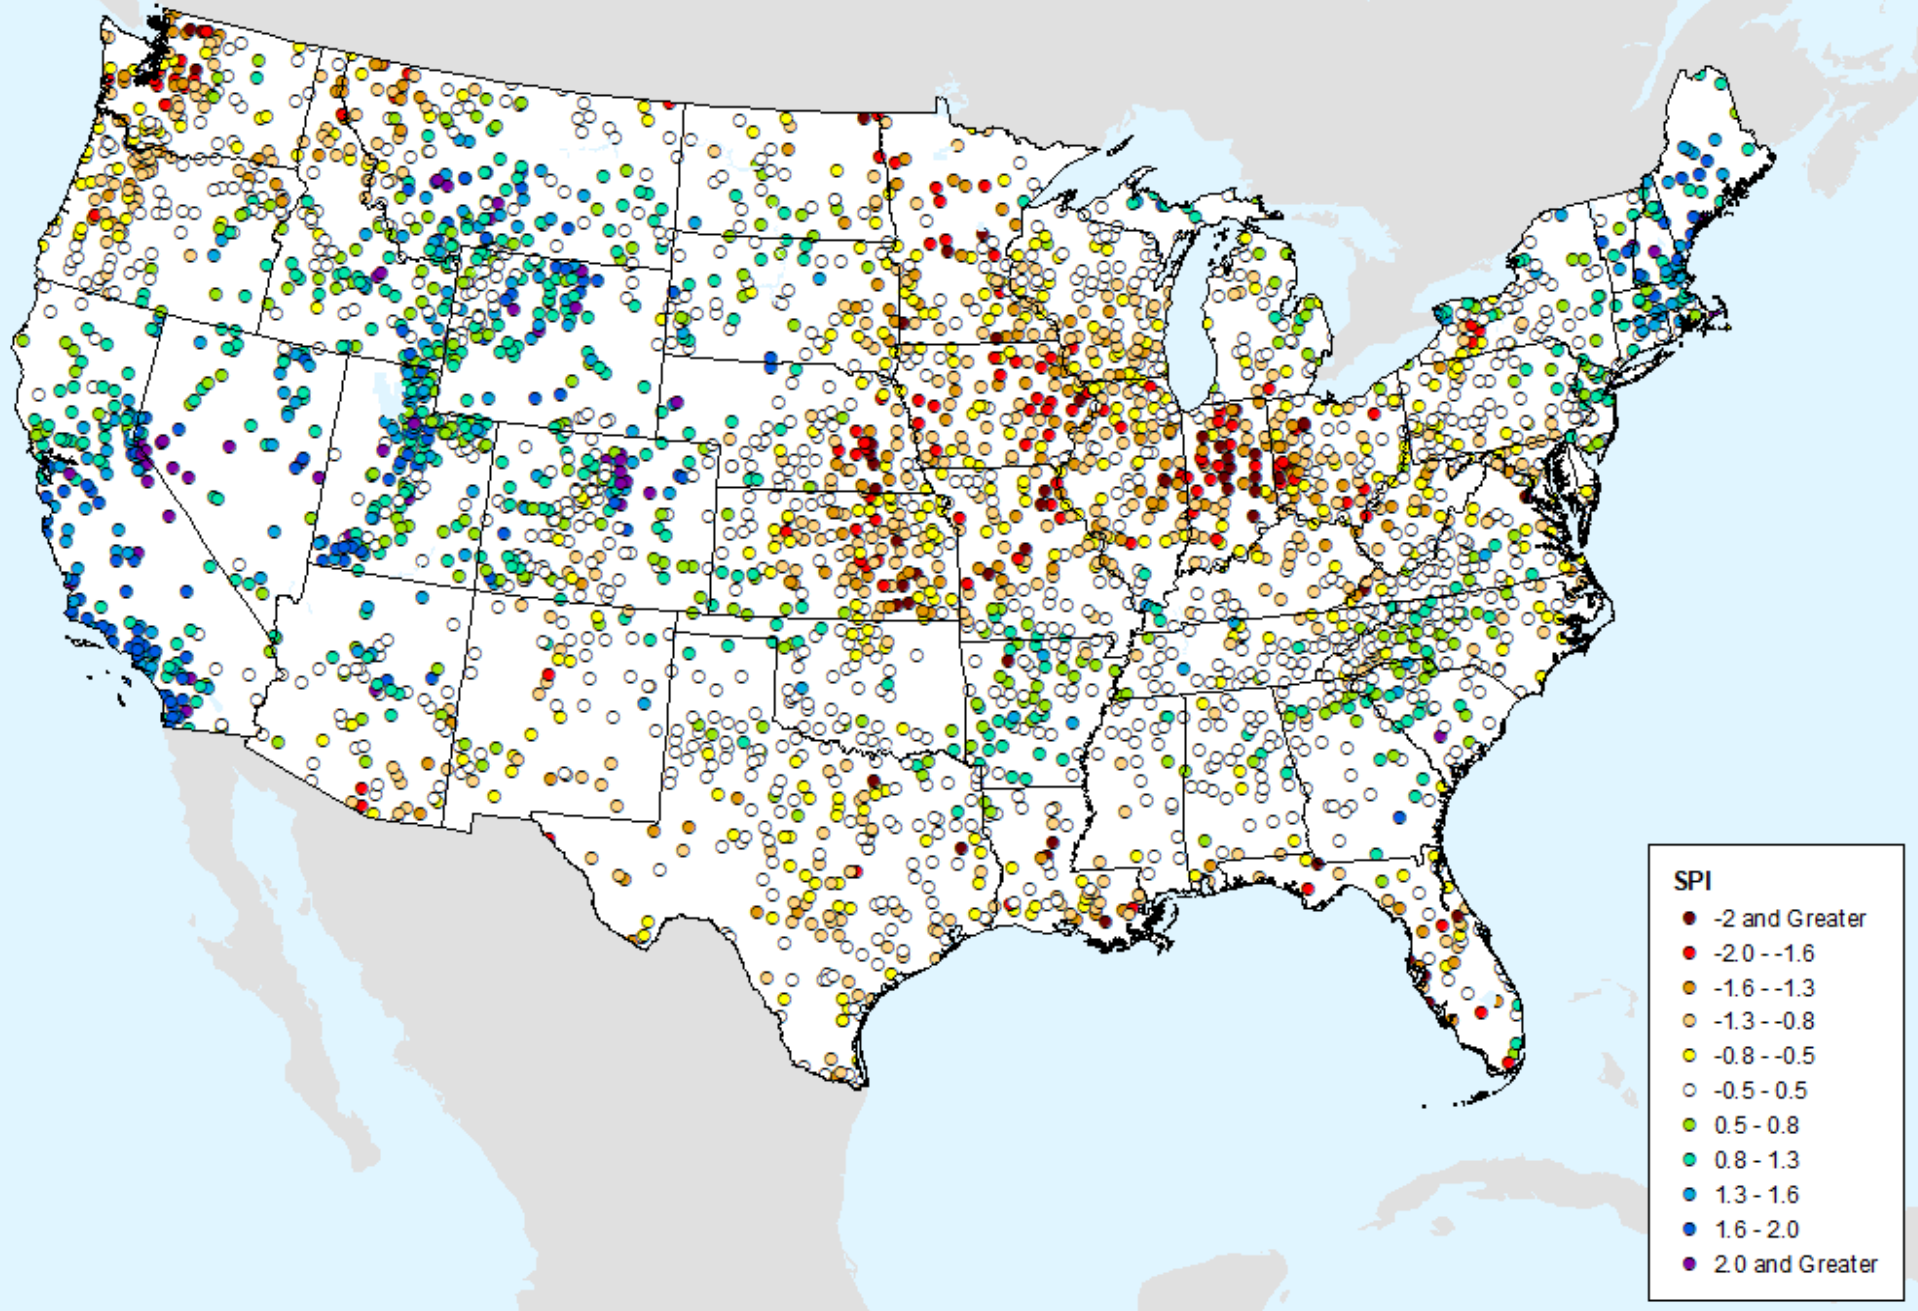 SPI
-2 and Greater
-2.0 - -1.6
-1.6 - -1.3
-1.3 - -0.8
-0.8 - -0.5
-0.5 - 0.5
0.5 - 0.8
0.8 - 1.3
1.3 - 1.6
1.6 - 2.0
2.0 and Greater